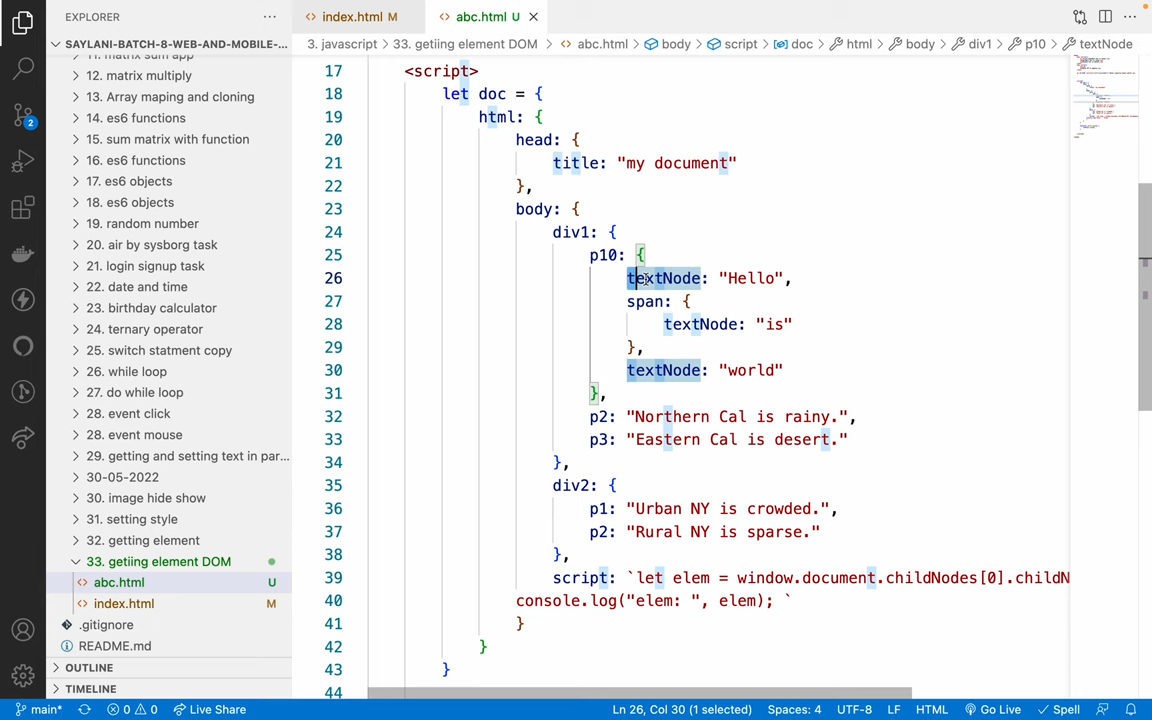 EXPLORER
SAYLANI-BATCH-8-WEB-AND-MOBILE-...
11. matrix sum app
12. matrix multiply
13. Array maping and cloning
14. es6 functions
15. sum matrix with function
16. es6 functions
17. es6 objects
18. es6 objects
19. random number
20. air by sysborg task
21. login signup task
22. date and time
23. birthday calculator
24. ternary operator
25. switch statment copy
26. while loop
27. do while loop
28. event click
28. event mouse
29. getting and setting text in par...
30-05-2022
30. image hide show
31. setting style
32. getting element
33. getiing element DOM
abc.html U
index.html M
.gitignore
README.md
OUTLINE
TIMELINE
2
index.html M
abc.html U
3. javascript > 33. getiing element DOM > abc.html > body > script > doc > html > body > div1 > p10 > textNode
17 <script>
18 let doc = {
19 html: {
20 head: {
21 title: "my document"
22 },
23 body: {
24 div1: {
25 p10: {
26 textNode: "Hello",
27 span: {
28 textNode: "is"
29 },
30 textNode: "world"
31 },
32 p2: "Northern Cal is rainy.",
33 p3: "Eastern Cal is desert."
34 },
35 div2: {
36 p1: "Urban NY is crowded.",
37 p2: "Rural NY is sparse."
38 },
39 script: `let elem = window.document.childNodes[0].childN
40 console.log("elem: ", elem); `
41 }
42 }
43 }
44
main* 0 0 Live Share Ln 26, Col 30 (1 selected) Spaces: 4 UTF-8 LF HTML Go Live Spell